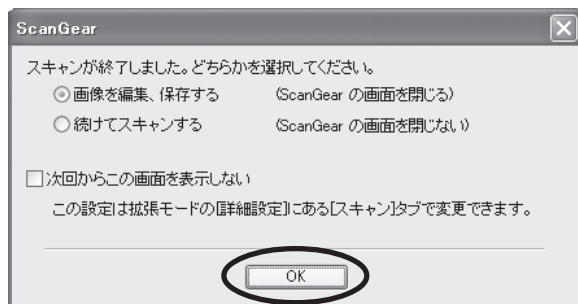 ScanGear
スキャンが終了しました。どちらかを選択してください。
画像を編集、保存する (ScanGear の画面を閉じる)
続けてスキャンする (ScanGear の画面を閉じない)
次回からこの画面を表示しない
この設定は拡張モードの[詳細設定]にある[スキャン]タブで変更できます。
OK